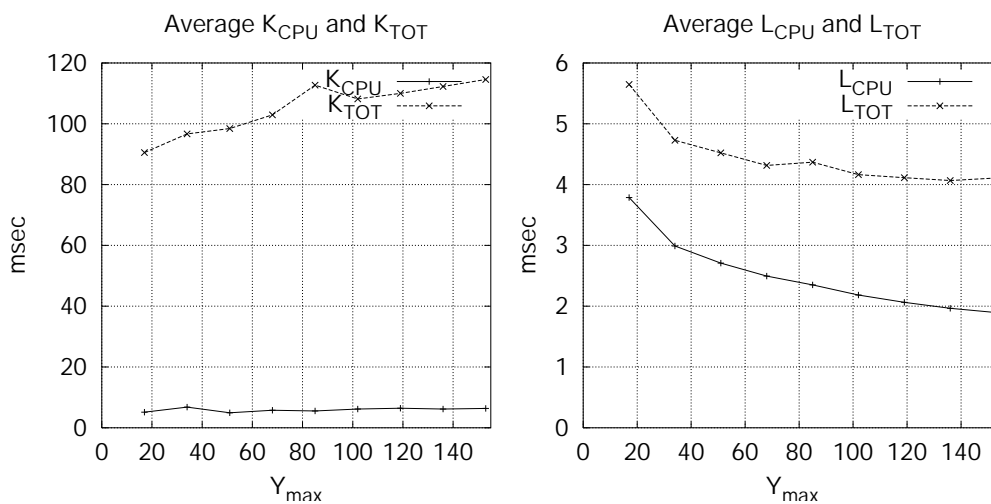 Average K_CPU and K_TOT
120
100
80
60
40
20
0
msec
K_CPU
K_TOT
0 20 40 60 80 100 120 140
Y_max
Average L_CPU and L_TOT
6
5
4
3
2
1
0
msec
L_CPU
L_TOT
0 20 40 60 80 100 120 140
Y_max